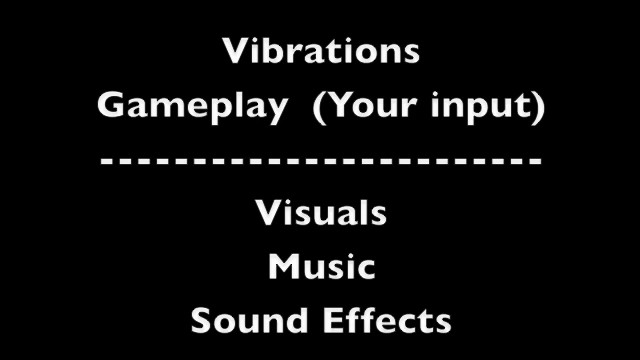 Vibrations
Gameplay  (Your input)
--------------------------
Visuals
Music
Sound Effects